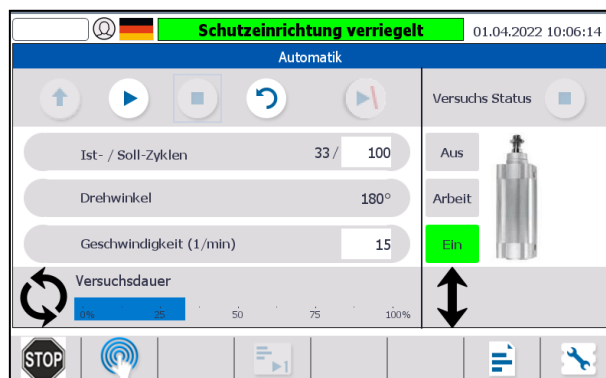 Schutzeinrichtung verriegelt
01.04.2022 10:06:14
Automatik
Versuchs Status
Ist- / Soll-Zyklen 33 / 100
Aus
Drehwinkel 180°
Arbeit
Geschwindigkeit (1/min) 15
Ein
Versuchsdauer
0% 25 50 75 100%
STOP
1